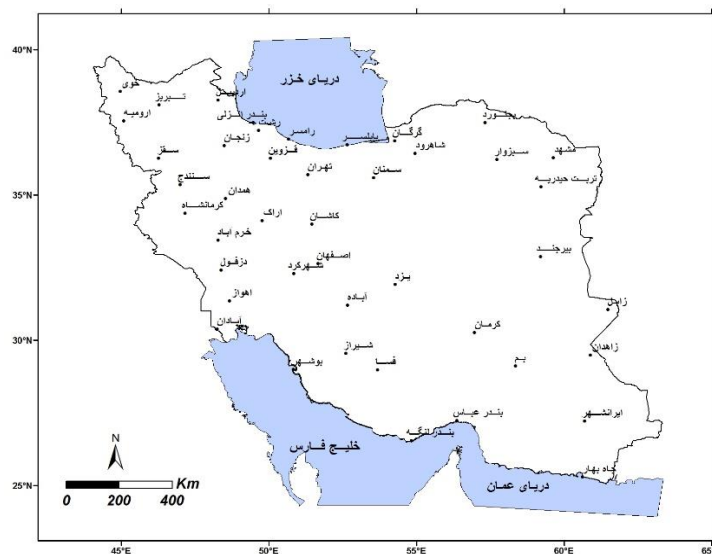 40°N
35°N
30°N
25°N
45°E
50°E
55°E
60°E
65°E
دریای خزر
خوی
تبریز
اردبیل
ارومیه
بندر انزلی
رشت
رامسر
بابلسر
گرگان
بجنورد
زنجان
قزوین
شاهرود
سبزوار
مشهد
سقز
تهران
سمنان
تربت حیدریه
سنندج
همدان
کرمانشاه
اراک
کاشان
خرم آباد
بیرجند
دزفول
اصفهان
شهرکرد
یزد
اهواز
آباده
زابل
آبادان
کرمان
شیراز
زاهدان
بوشهر
فسا
بم
بندر عباس
ایرانشهر
بندر لنگه
خلیج فارس
چاه بهار
دریای عمان
N
0 200 400 Km